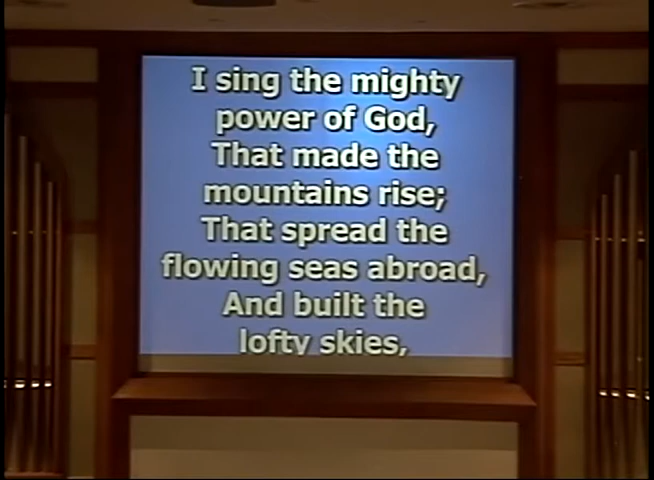 I sing the mighty
power of God,
That made the
mountains rise;
That spread the
flowing seas abroad,
And built the
lofty skies,